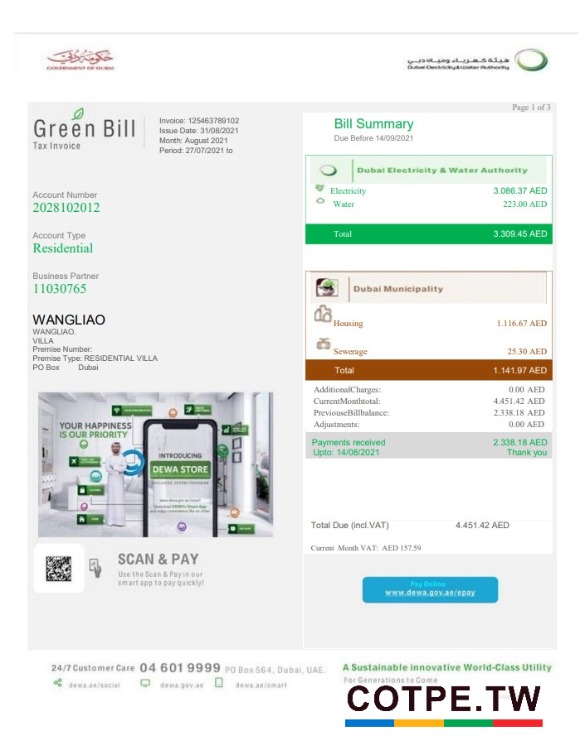 حكومة دبي
GOVERNMENT OF DUBAI
هيئة كهرباء ومياه دبي
Dubai Electricity & Water Authority
Page 1 of 3
Green Bill
Tax Invoice
Invoice: 125463789102
Issue Date: 31/08/2021
Month: August 2021
Period: 27/07/2021 to
Account Number
2028102012
Account Type
Residential
Business Partner
11030765
WANGLIAO
WANGLIAO.
VILLA
Premise Number:
Premise Type: RESIDENTIAL VILLA
PO Box Dubai
YOUR HAPPINESS
IS OUR PRIORITY
INTRODUCING
DEWA STORE
SCAN & PAY
Use the Scan & Pay in our
smart app to pay quickly!
Bill Summary
Due Before 14/09/2021
Dubai Electricity & Water Authority
Electricity 3.086.37 AED
Water 223.00 AED
Total 3.309.45 AED
Dubai Municipality
Housing 1.116.67 AED
Sewerage 25.30 AED
Total 1.141.97 AED
AdditionalCharges: 0.00 AED
CurrentMonthtotal: 4.451.42 AED
PreviouseBillbalance: 2.338.18 AED
Adjustments: 0.00 AED
Payments received 2.338.18 AED
Upto: 14/08/2021 Thank you
Total Due (incl.VAT) 4.451.42 AED
Current Month VAT: AED 157.59
Pay Online
www.dewa.gov.ae/epay
24/7 Customer Care 04 601 9999 PO Box 564, Dubai, UAE.
dewa.ae/social dewa.gov.ae dewa.ae/smart
A Sustainable innovative World-Class Utility
For Generations to Come
COTPE.TW